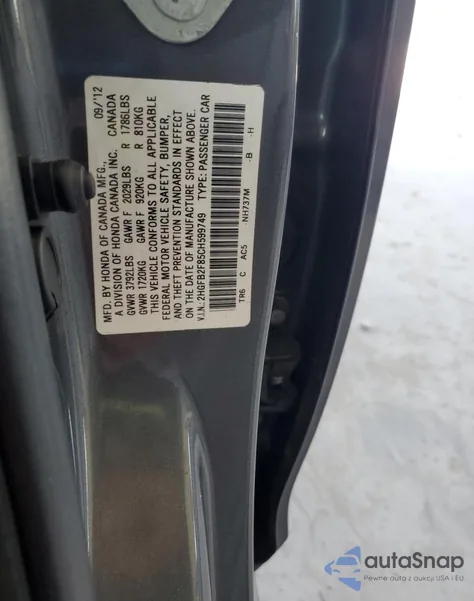 MFD. BY HONDA OF CANADA MFG., 09/'12
A DIVISION OF HONDA CANADA INC. CANADA
GVWR 3792LBS GAWR F 2029LBS R 1786LBS
GVWR 1720KG GAWR F 920KG R 810KG
THIS VEHICLE CONFORMS TO ALL APPLICABLE
FEDERAL MOTOR VEHICLE SAFETY, BUMPER,
AND THEFT PREVENTION STANDARDS IN EFFECT
ON THE DATE OF MANUFACTURE SHOWN ABOVE.
V.I.N.: 2HGFB2F85CH599749 TYPE: PASSENGER CAR
TR6 C AC5 NH737M -B -H
autoSnap
Pewne auta z aukcji USA i EU